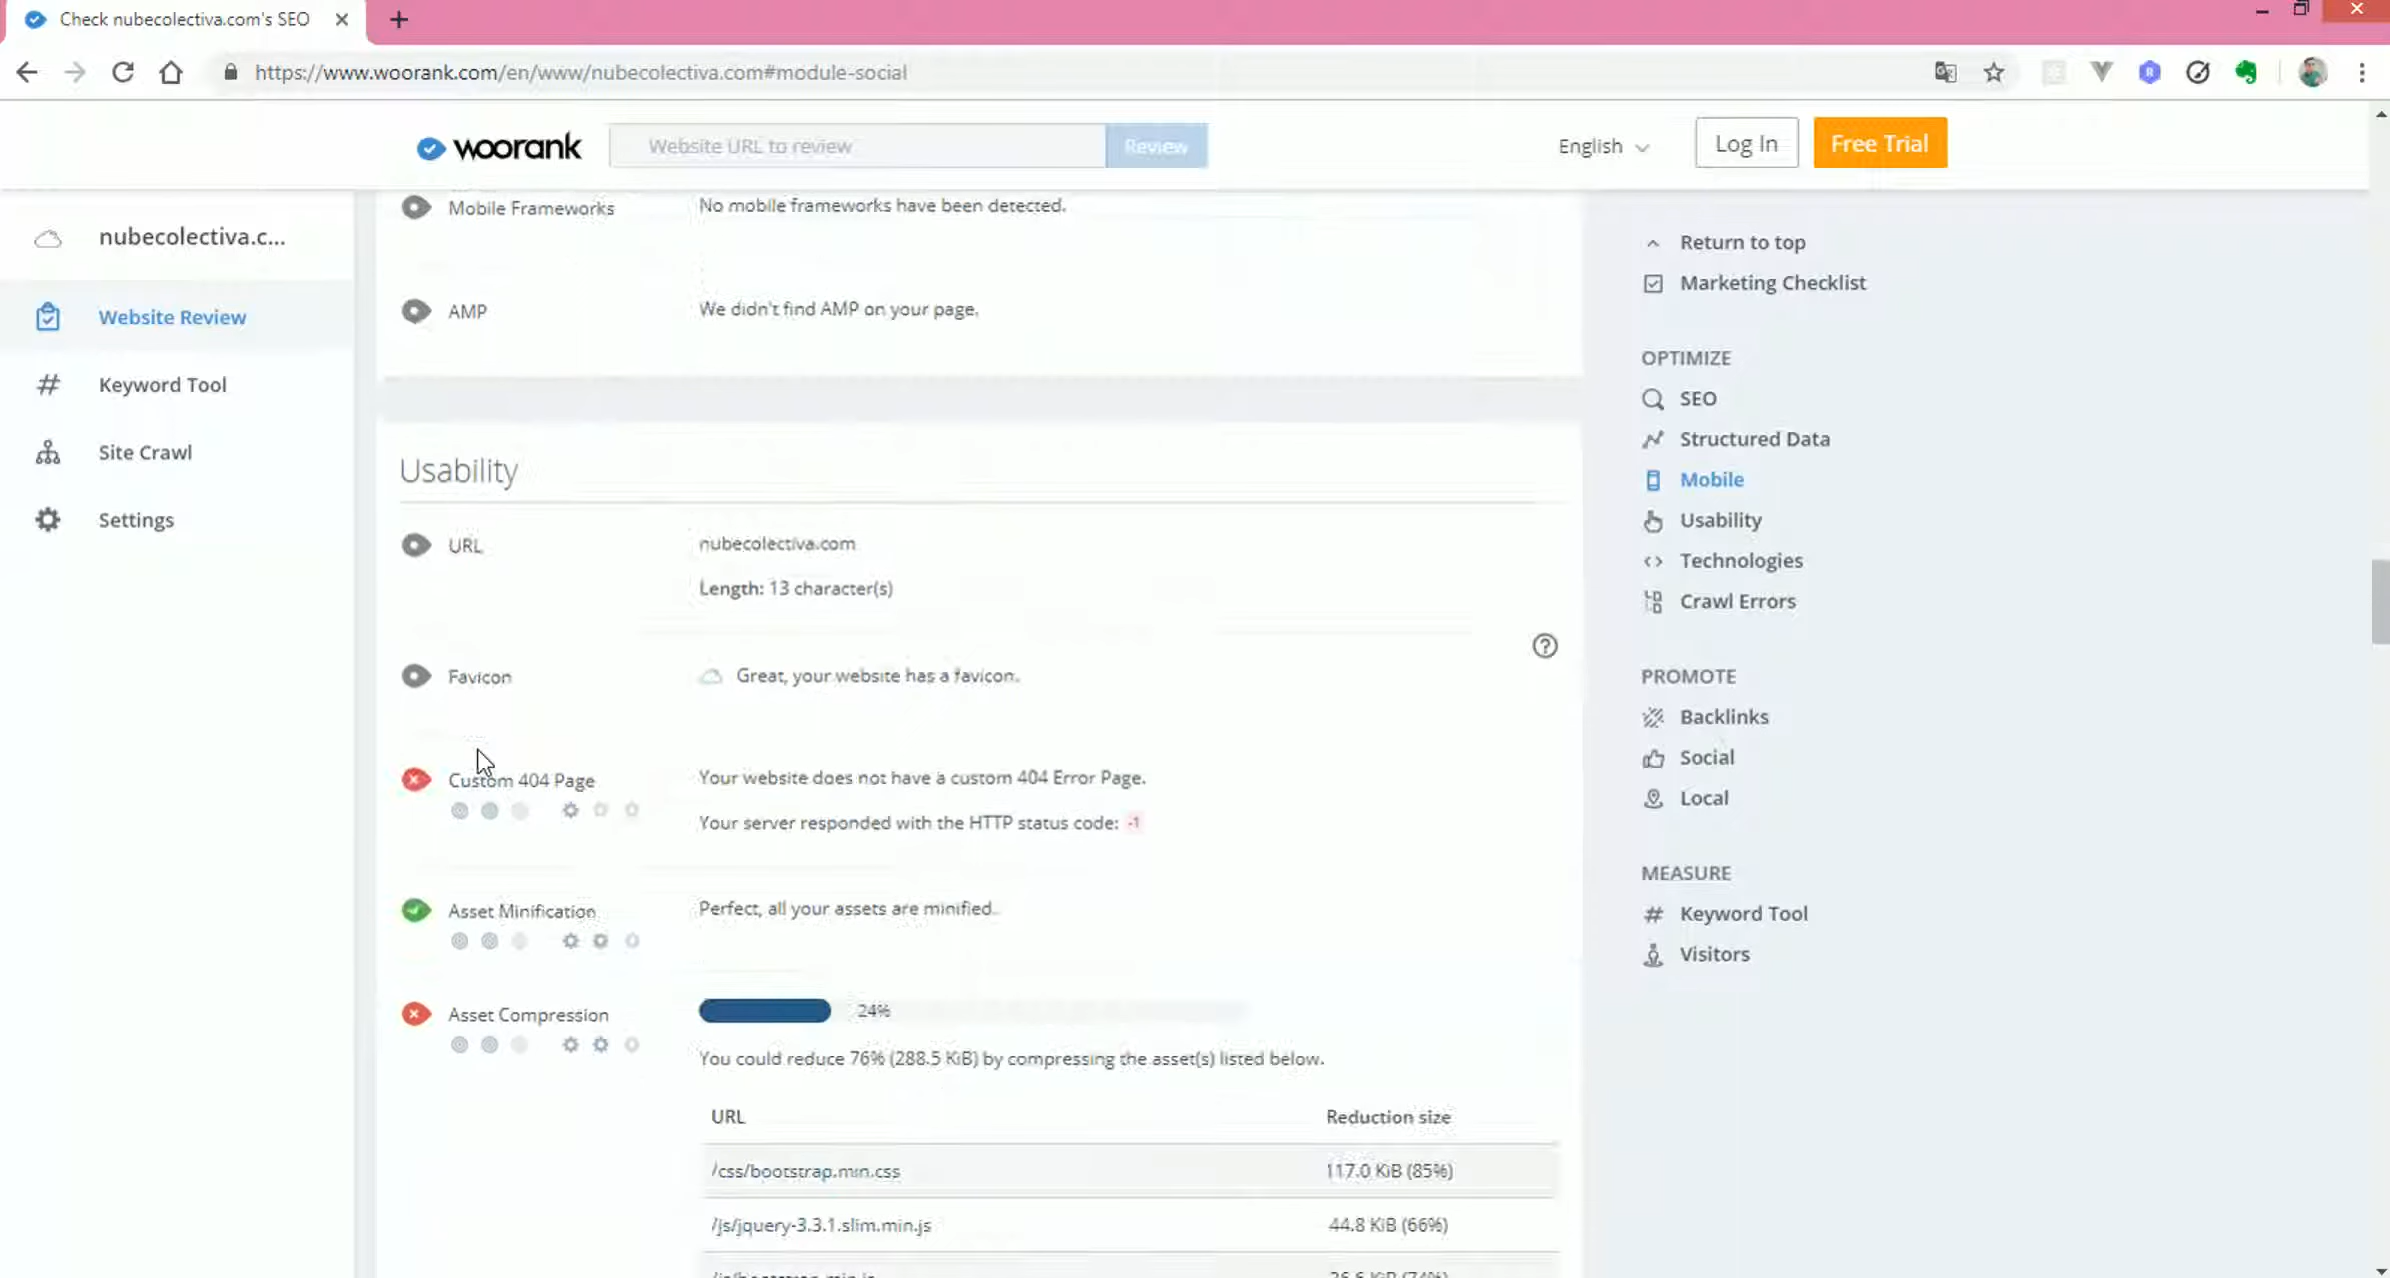 Check nubecolectiva.com's SEO
https://www.woorank.com/en/www/nubecolectiva.com#module-social
woorank
Website URL to review
Review
English
Log In
Free Trial
nubecolectiva.c...
Website Review
Keyword Tool
Site Crawl
Settings
Mobile Frameworks
No mobile frameworks have been detected.
AMP
We didn't find AMP on your page.
Usability
URL
nubecolectiva.com
Length: 13 character(s)
Favicon
Great, your website has a favicon.
Custom 404 Page
Your website does not have a custom 404 Error Page.
Your server responded with the HTTP status code: -1
Asset Minification
Perfect, all your assets are minified.
Asset Compression
24%
You could reduce 76% (288.5 KiB) by compressing the asset(s) listed below.
URL
Reduction size
/css/bootstrap.min.css
117.0 KiB (85%)
/js/jquery-3.3.1.slim.min.js
44.8 KiB (66%)
Return to top
Marketing Checklist
OPTIMIZE
SEO
Structured Data
Mobile
Usability
Technologies
Crawl Errors
PROMOTE
Backlinks
Social
Local
MEASURE
Keyword Tool
Visitors